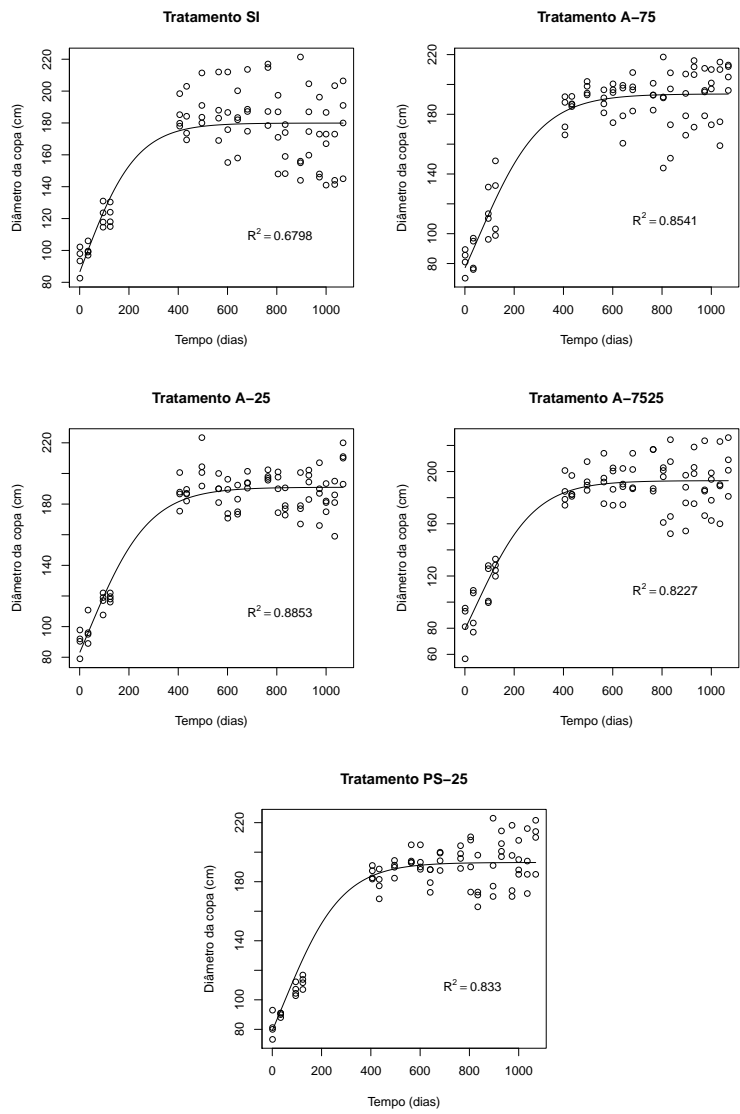 Tratamento SI
Diâmetro da copa (cm)
80 100 120 140 160 180 200 220
R² = 0.6798
0 200 400 600 800 1000
Tempo (dias)
Tratamento A−75
Diâmetro da copa (cm)
80 100 140 180 220
R² = 0.8541
0 200 400 600 800 1000
Tempo (dias)
Tratamento A−25
Diâmetro da copa (cm)
80 100 140 180 220
R² = 0.8853
0 200 400 600 800 1000
Tempo (dias)
Tratamento A−7525
Diâmetro da copa (cm)
60 80 120 160 200
R² = 0.8227
0 200 400 600 800 1000
Tempo (dias)
Tratamento PS−25
Diâmetro da copa (cm)
80 100 140 180 220
R² = 0.833
0 200 400 600 800 1000
Tempo (dias)